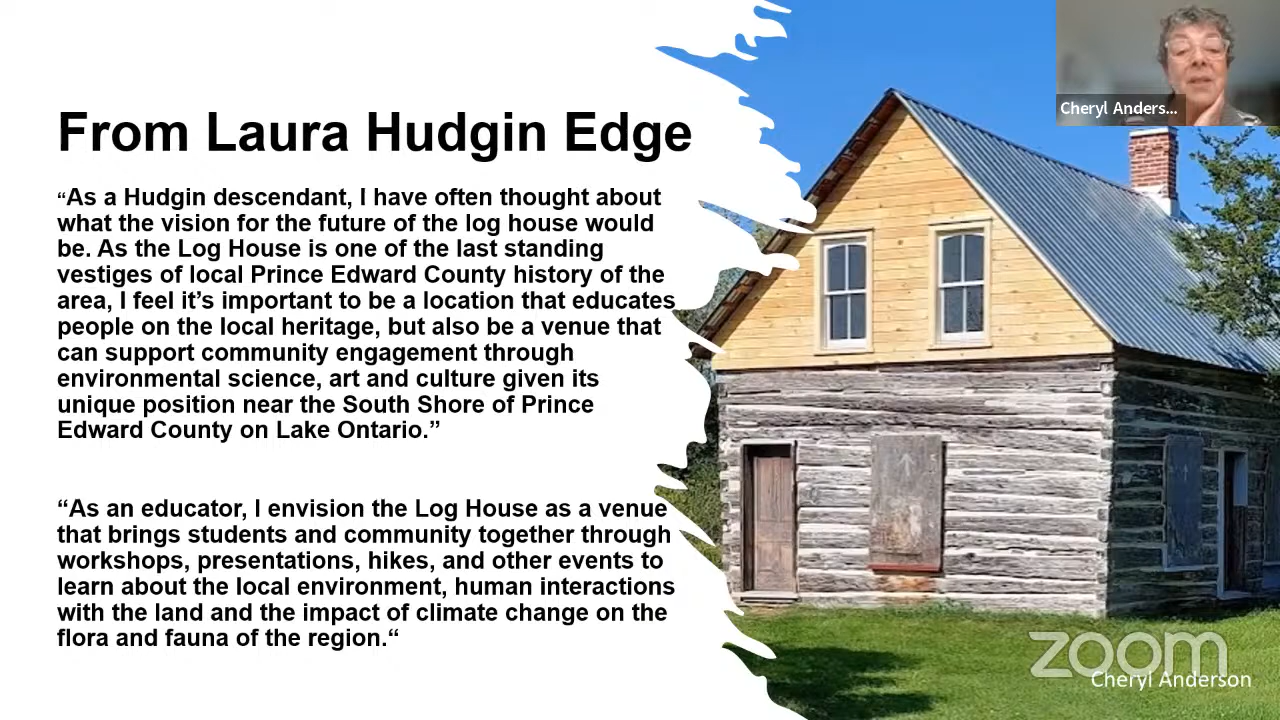 Cheryl Anders...
From Laura Hudgin Edge
“As a Hudgin descendant, I have often thought about
what the vision for the future of the log house would
be. As the Log House is one of the last standing
vestiges of local Prince Edward County history of the
area, I feel it’s important to be a location that educates
people on the local heritage, but also be a venue that
can support community engagement through
environmental science, art and culture given its
unique position near the South Shore of Prince
Edward County on Lake Ontario.”
“As an educator, I envision the Log House as a venue
that brings students and community together through
workshops, presentations, hikes, and other events to
learn about the local environment, human interactions
with the land and the impact of climate change on the
flora and fauna of the region.“
zoom
Cheryl Anderson